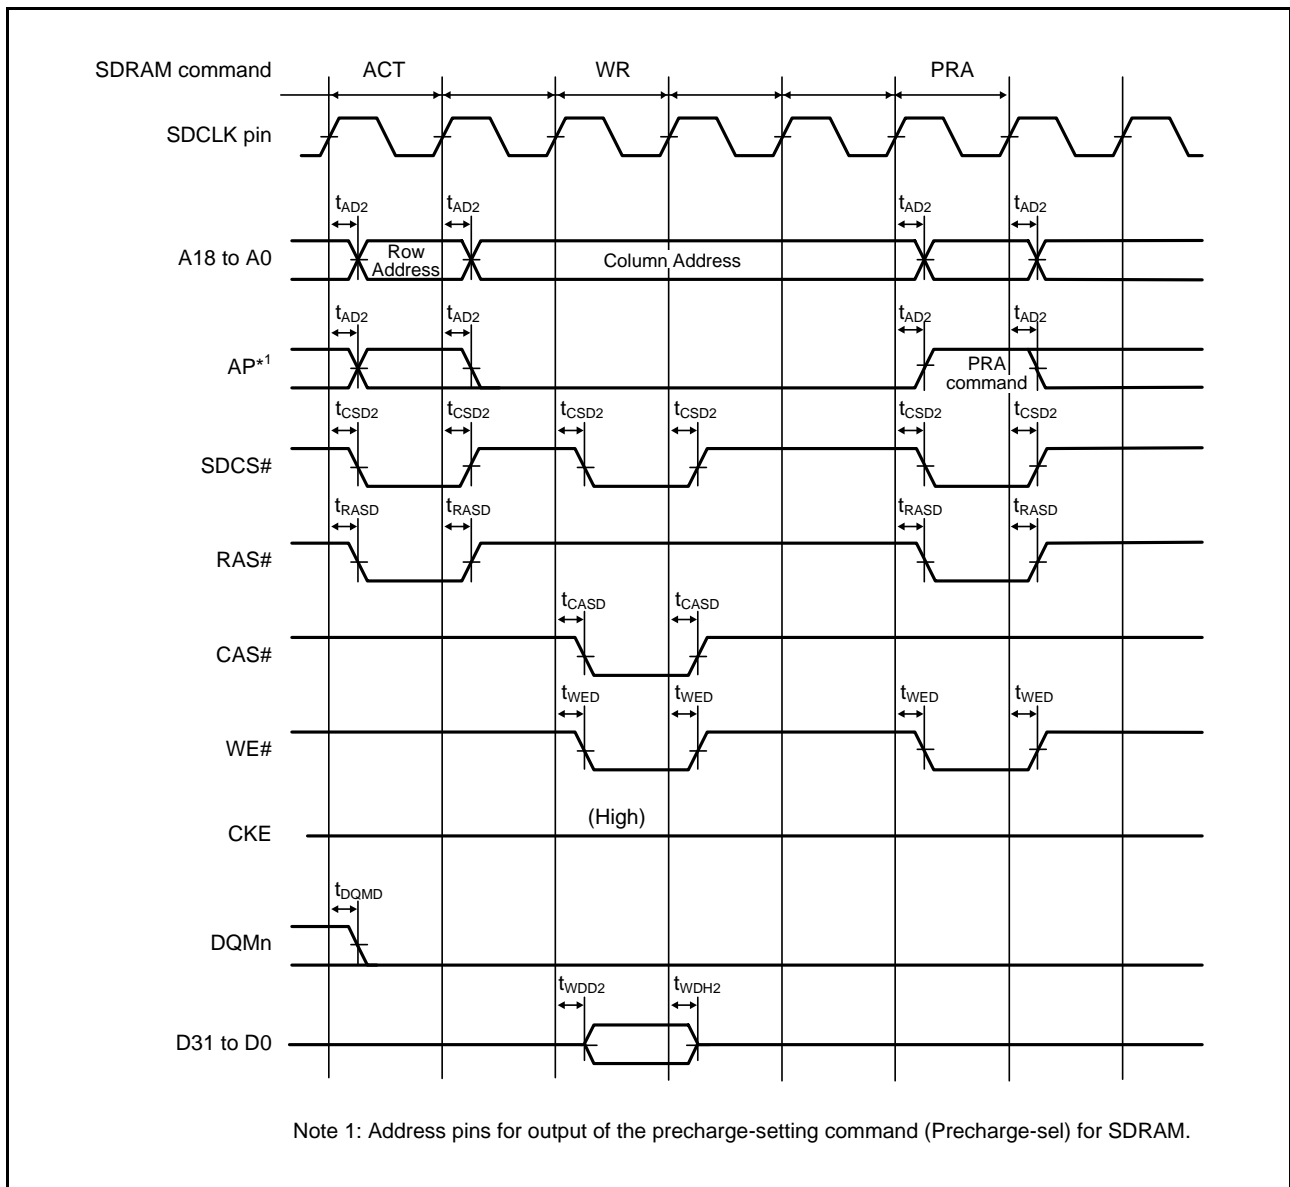 SDRAM command ACT WR PRA
SDCLK pin
tAD2 tAD2 tAD2 tAD2
A18 to A0 Row Address Column Address
tAD2 tAD2 tAD2 tAD2
AP*1 PRA command
tCSD2 tCSD2 tCSD2 tCSD2 tCSD2 tCSD2
SDCS#
tRASD tRASD tRASD tRASD
RAS#
tCASD tCASD
CAS#
tWED tWED tWED tWED
WE#
(High)
CKE
tDQMD
DQMn
tWDD2 tWDH2
D31 to D0
Note 1: Address pins for output of the precharge-setting command (Precharge-sel) for SDRAM.